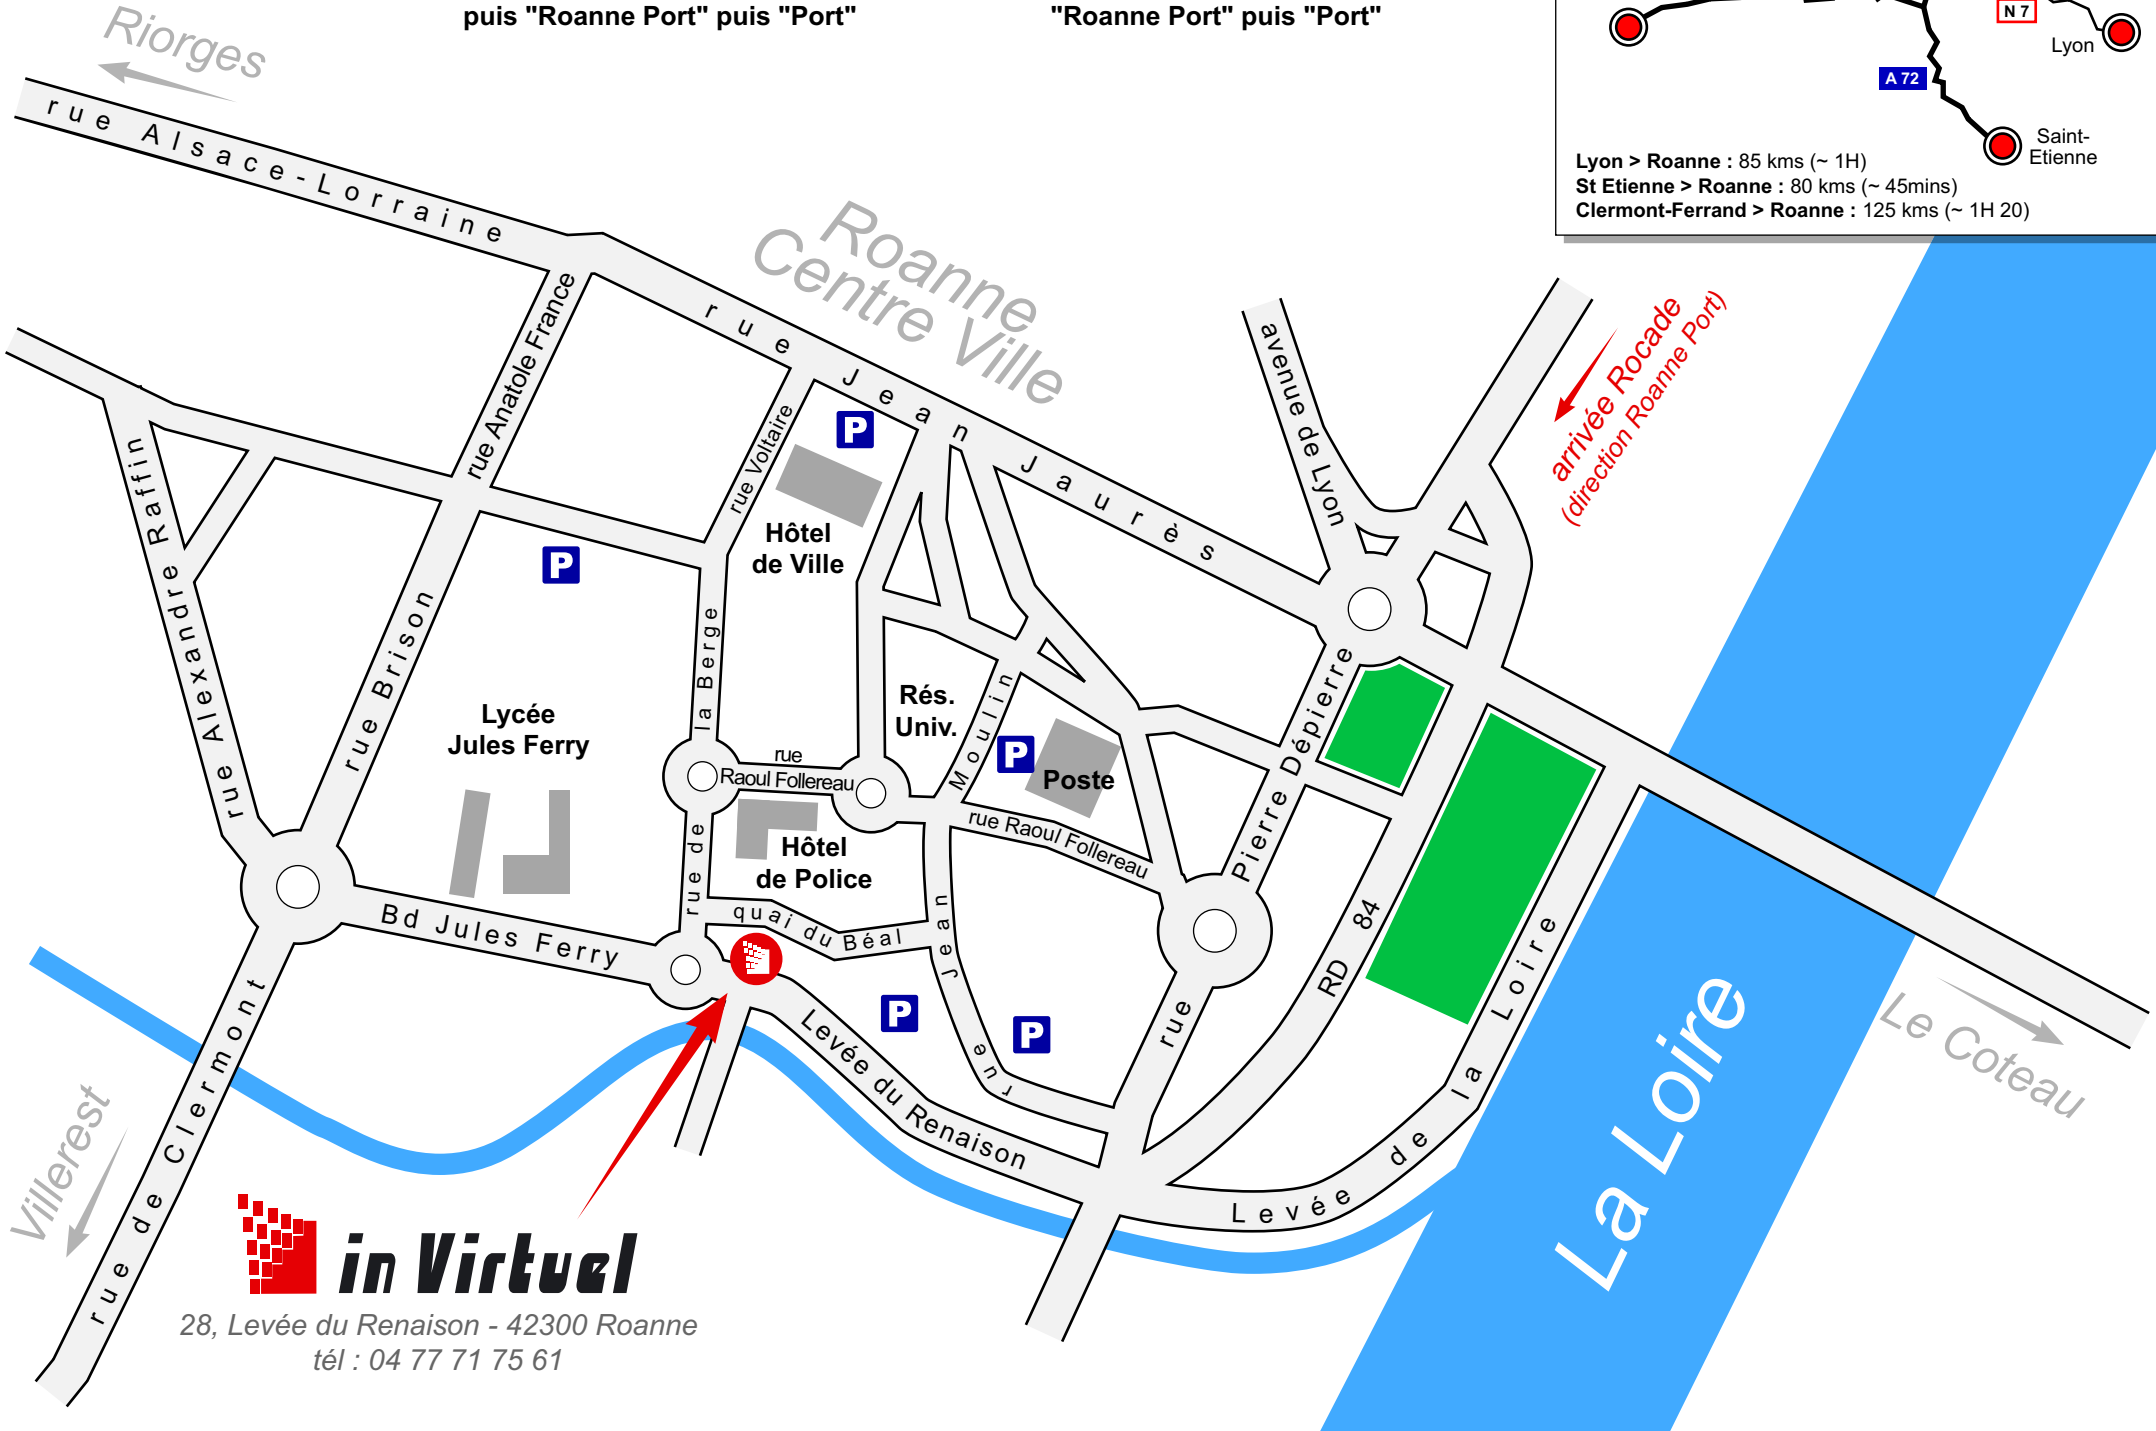 puis "Roanne Port" puis "Port"
"Roanne Port" puis "Port"
N 7
Lyon
A 72
Saint-
Etienne
Lyon > Roanne : 85 kms (~ 1H)
St Etienne > Roanne : 80 kms (~ 45mins)
Clermont-Ferrand > Roanne : 125 kms (~ 1H 20)
Riorges
rue Alsace-Lorraine
Roanne
Centre Ville
rue Jean Jaurès
rue Anatole France
rue Voltaire
avenue de Lyon
arrivée Rocade
(direction Roanne Port)
P
Hôtel
de Ville
P
rue Alexandre Raffin
rue Brison
rue de la Berge
Lycée
Jules Ferry
Rés.
Univ.
rue Jean Moulin
P
Poste
rue Pierre Dépierre
rue
Raoul Follereau
rue Raoul Follereau
Hôtel
de Police
quai du Béal
Bd Jules Ferry
RD 84
Levée de la Loire
La Loire
Le Coteau
P
P
Levée du Renaison
rue de Clermont
Villerest
in Virtuel
28, Levée du Renaison - 42300 Roanne
tél : 04 77 71 75 61